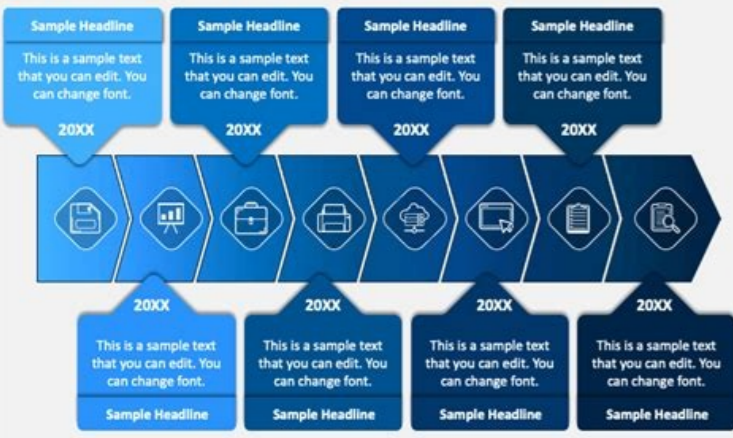 Sample Headline
This is a sample text
that you can edit. You
can change font.
20XX
Sample Headline
This is a sample text
that you can edit. You
can change font.
20XX
Sample Headline
This is a sample text
that you can edit. You
can change font.
20XX
Sample Headline
This is a sample text
that you can edit. You
can change font.
20XX
20XX
This is a sample text
that you can edit. You
can change font.
Sample Headline
20XX
This is a sample text
that you can edit. You
can change font.
Sample Headline
20XX
This is a sample text
that you can edit. You
can change font.
Sample Headline
20XX
This is a sample text
that you can edit. You
can change font.
Sample Headline